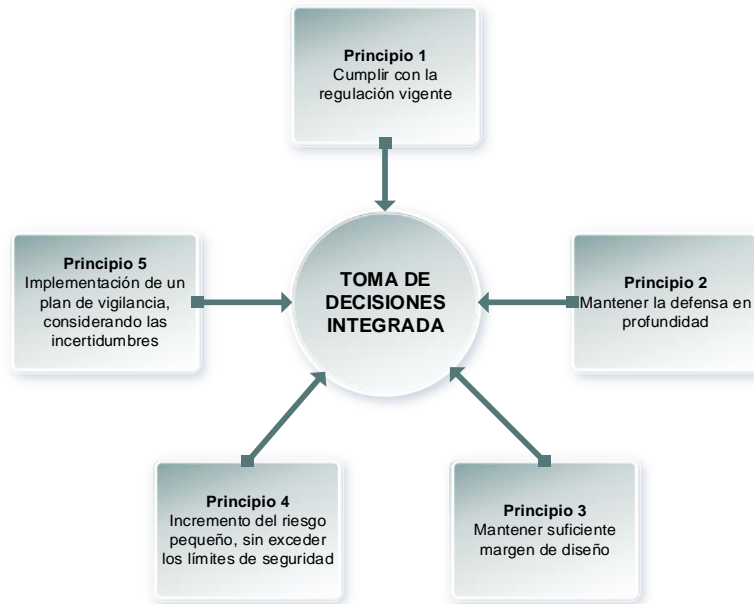 Principio 1
Cumplir con la
regulación vigente
Principio 5
Implementación de un
plan de vigilancia,
considerando las
incertidumbres
TOMA DE
DECISIONES
INTEGRADA
Principio 2
Mantener la defensa en
profundidad
Principio 4
Incremento del riesgo
pequeño, sin exceder
los límites de seguridad
Principio 3
Mantener suficiente
margen de diseño